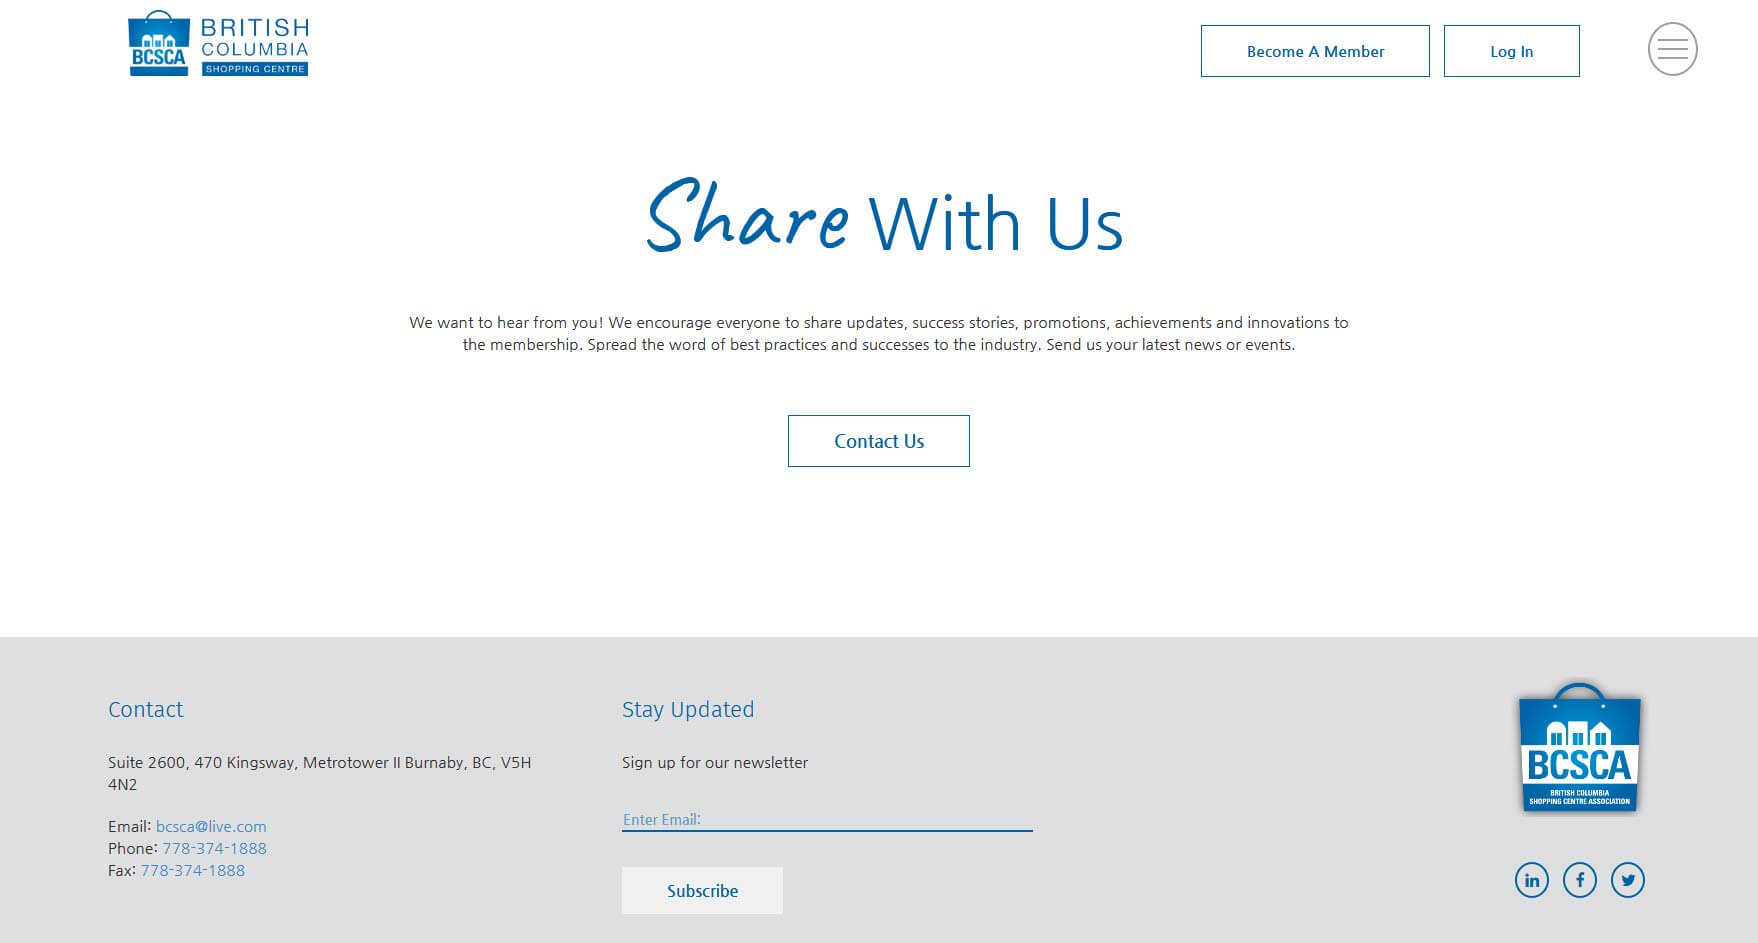 BCSCA
BRITISH
COLUMBIA
SHOPPING CENTRE
Become A Member
Log In
Share With Us
We want to hear from you! We encourage everyone to share updates, success stories, promotions, achievements and innovations to
the membership. Spread the word of best practices and successes to the industry. Send us your latest news or events.
Contact Us
Contact
Suite 2600, 470 Kingsway, Metrotower II Burnaby, BC, V5H
4N2
Email: bcsca@live.com
Phone: 778-374-1888
Fax: 778-374-1888
Stay Updated
Sign up for our newsletter
Enter Email:
Subscribe
BCSCA
BRITISH COLUMBIA
SHOPPING CENTRE ASSOCIATION
in
f